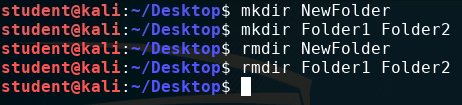 student@kali:~/Desktop$ mkdir NewFolder
student@kali:~/Desktop$ mkdir Folder1 Folder2
student@kali:~/Desktop$ rmdir NewFolder
student@kali:~/Desktop$ rmdir Folder1 Folder2
student@kali:~/Desktop$